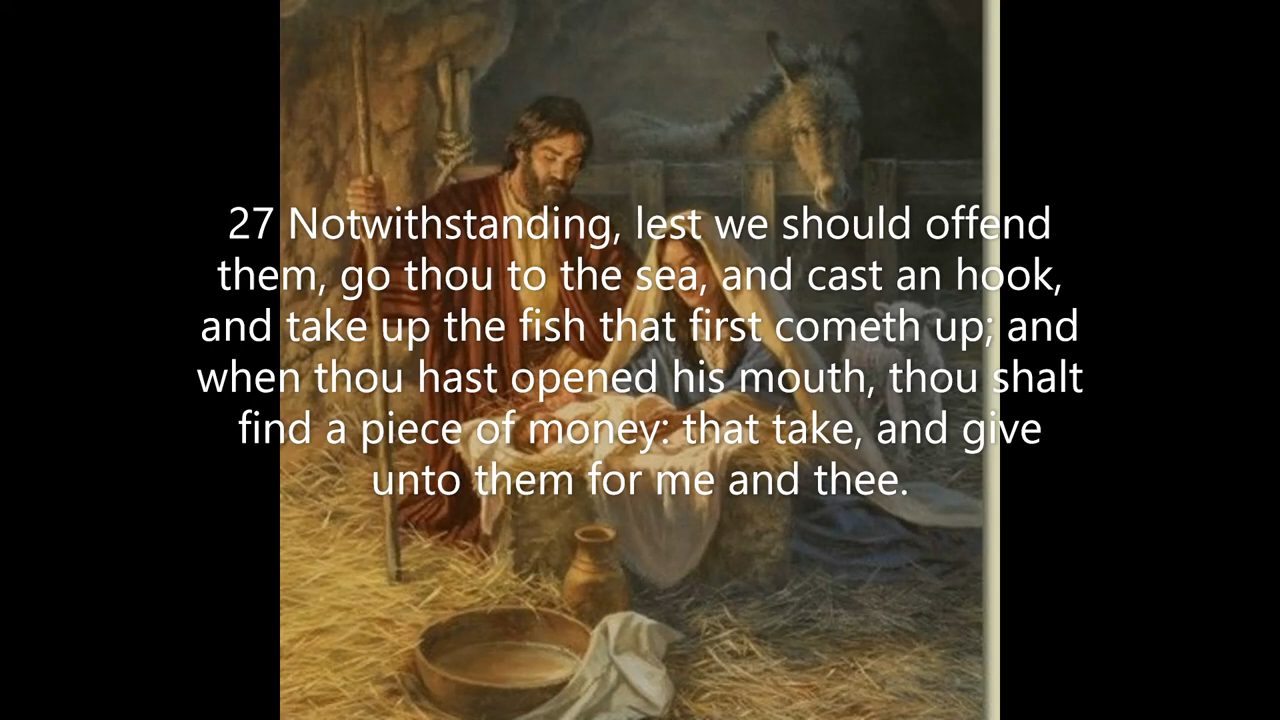 27 Notwithstanding, lest we should offend
them, go thou to the sea, and cast an hook,
and take up the fish that first cometh up; and
when thou hast opened his mouth, thou shalt
find a piece of money: that take, and give
unto them for me and thee.